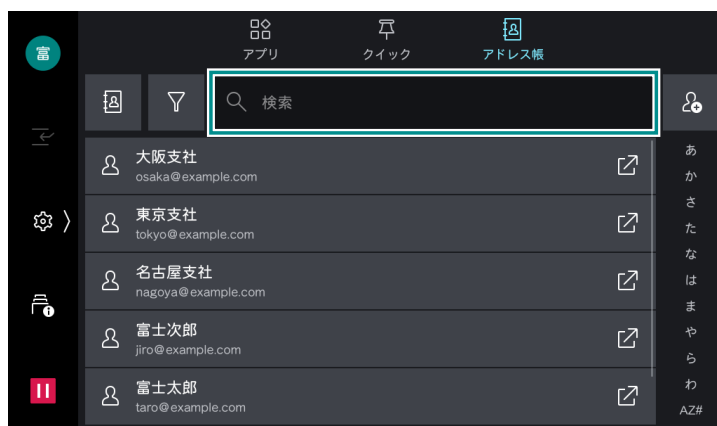 富
アプリ
クイック
アドレス帳
検索
大阪支社
osaka@example.com
東京支社
tokyo@example.com
名古屋支社
nagoya@example.com
富士次郎
jiro@example.com
富士太郎
taro@example.com
あ
か
さ
た
な
は
ま
や
ら
わ
AZ#